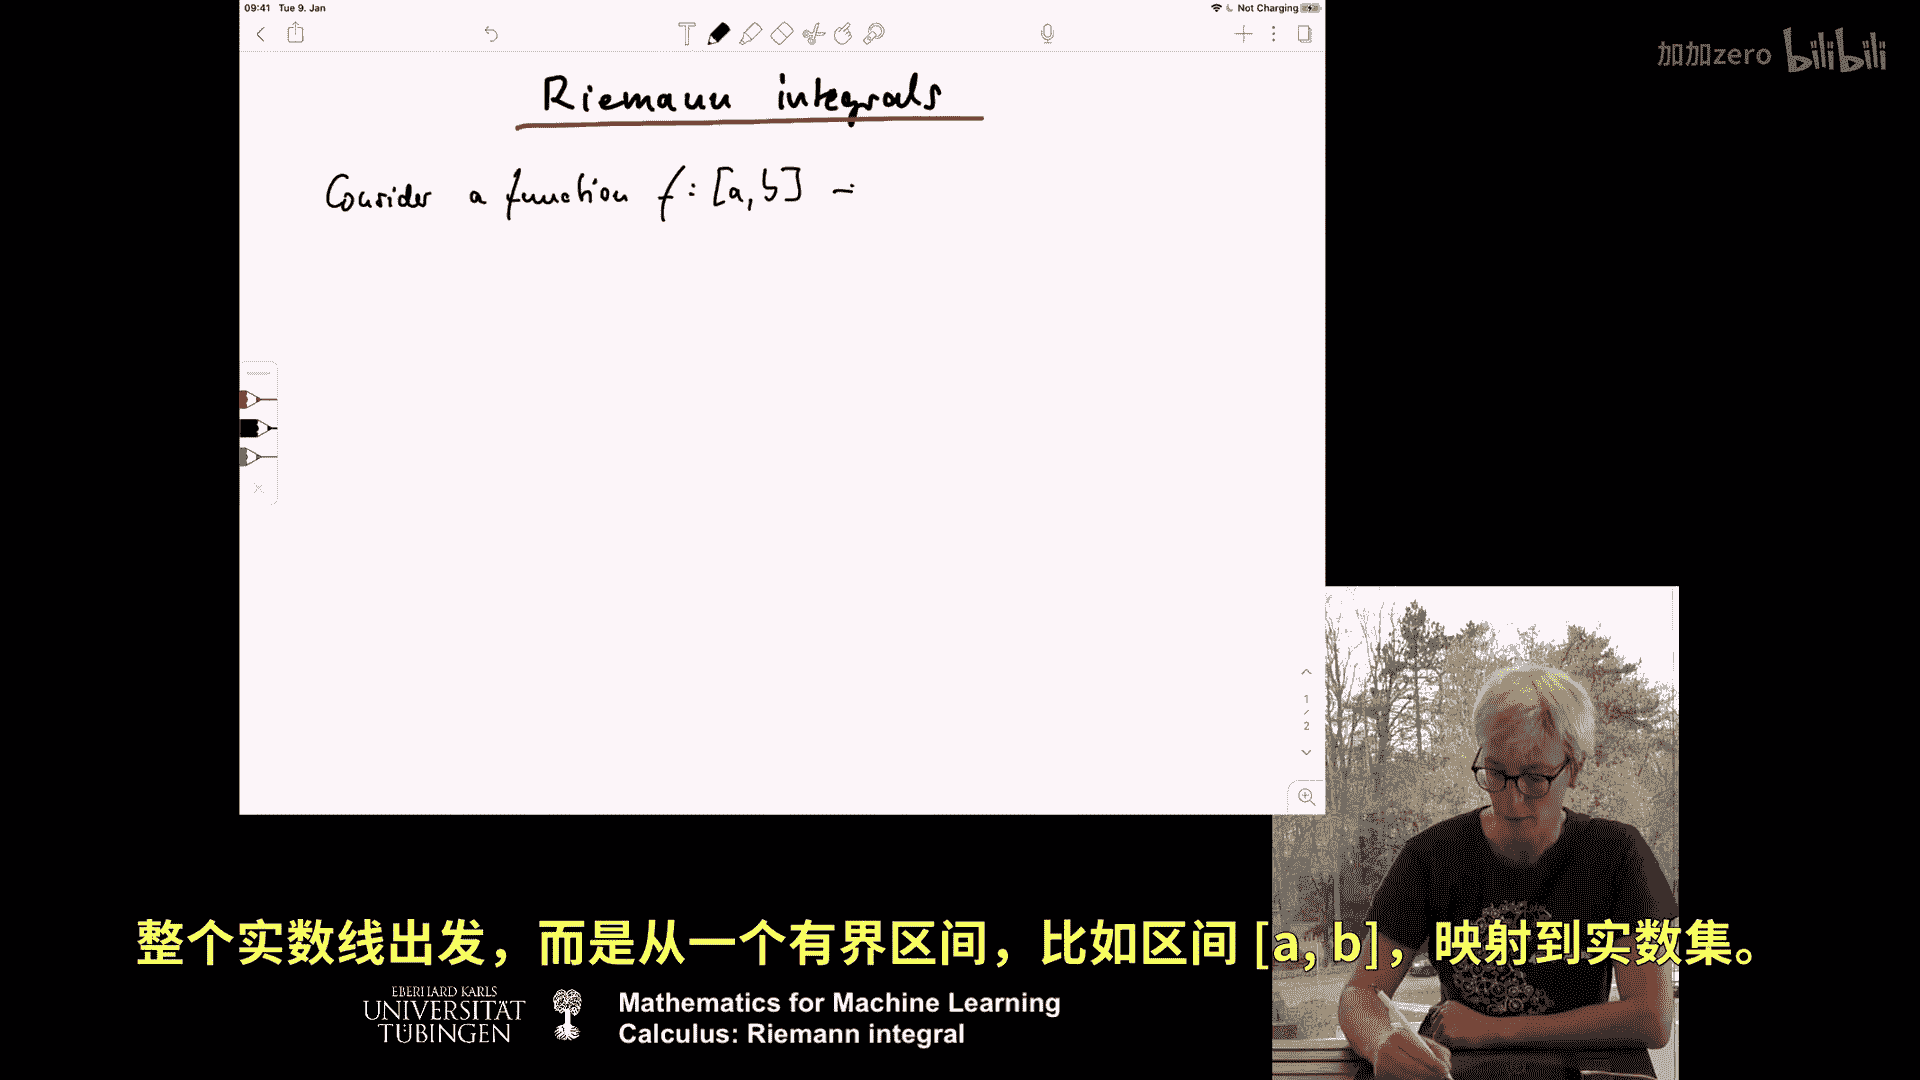 09:41 Tue 9. Jan
Not Charging
加加zero bilibili
Riemann integrals
Consider a function f: [a, b] -
1
/
2
整个实数线出发，而是从一个有界区间，比如区间 [a, b]，映射到实数集。
EBERHARD KARLS
UNIVERSITÄT
TÜBINGEN
Mathematics for Machine Learning
Calculus: Riemann integral